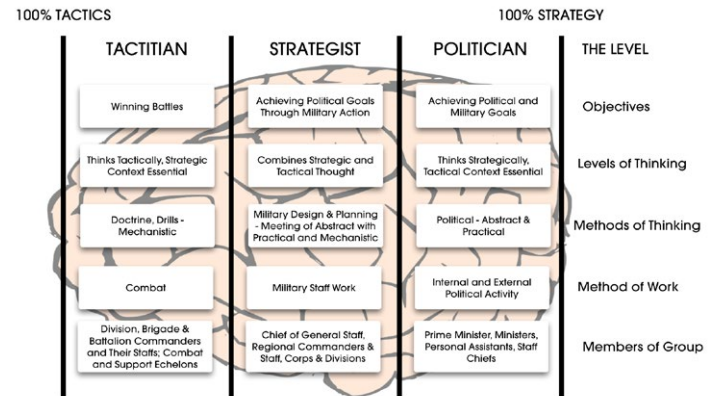 100% TACTICS
100% STRATEGY
TACTITIAN
STRATEGIST
POLITICIAN
THE LEVEL
Winning Battles
Achieving Political Goals
Through Military Action
Achieving Political and
Military Goals
Objectives
Thinks Tactically, Strategic
Context Essential
Combines Strategic and
Tactical Thought
Thinks Strategically,
Tactical Context Essential
Levels of Thinking
Doctrine, Drills -
Mechanistic
Military Design & Planning
- Meeting of Abstract with
Practical and Mechanistic
Political - Abstract &
Practical
Methods of Thinking
Combat
Military Staff Work
Internal and External
Political Activity
Method of Work
Division, Brigade &
Battalion Commanders
and Their Staffs; Combat
and Support Echelons
Chief of General Staff,
Regional Commanders &
Staff, Corps & Divisions
Prime Minister, Ministers,
Personal Assistants, Staff
Chiefs
Members of Group